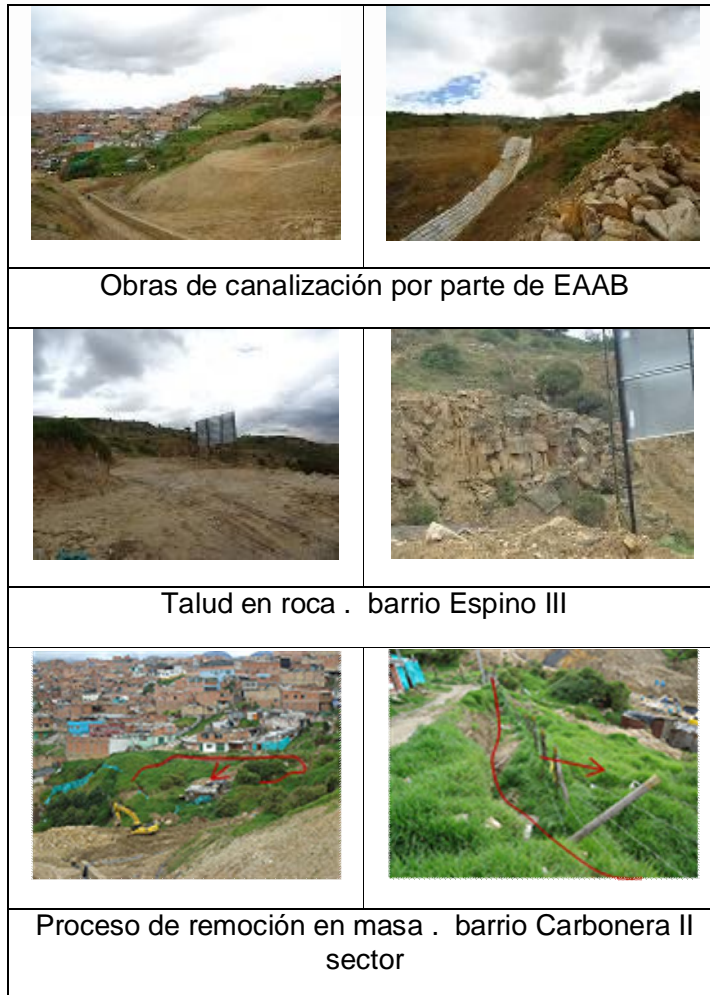 Obras de canalización por parte de EAAB
Talud en roca .  barrio Espino III
Proceso de remoción en masa .  barrio Carbonera II
sector